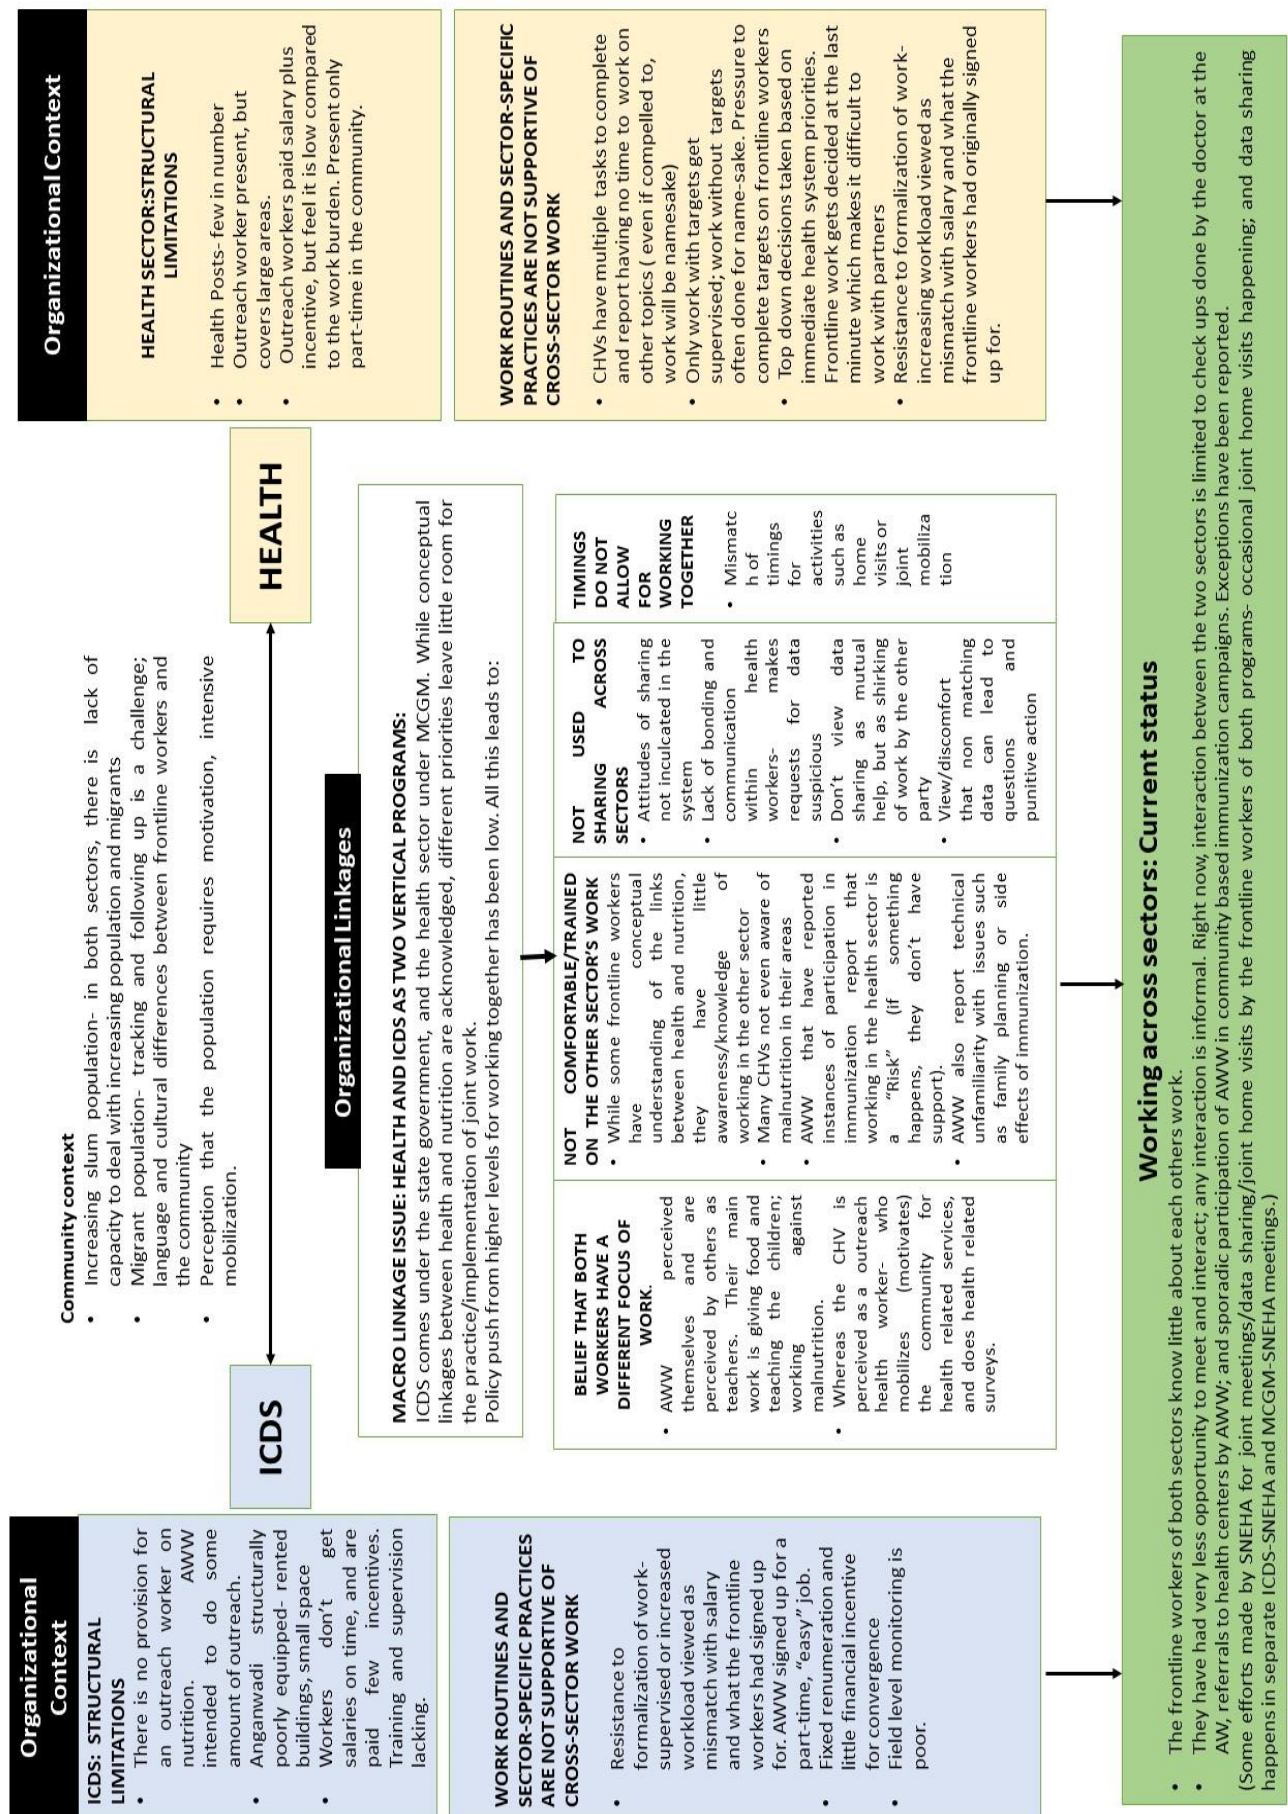 Organizational
Context
ICDS: STRUCTURAL
LIMITATIONS
• There is no provision for
an outreach worker on
nutrition. AWW
intended to do some
amount of outreach.
• Anganwadi structurally
poorly equipped- rented
buildings, small space
• Workers don't get
salaries on time, and are
paid few incentives.
Training and supervision
lacking.
WORK ROUTINES AND
SECTOR-SPECIFIC PRACTICES
ARE NOT SUPPORTIVE OF
CROSS-SECTOR WORK
• Resistance to
formalization of work-
supervised or increased
workload viewed as
mismatch with salary
and what the frontline
workers had signed up
for. AWW signed up for a
part-time, "easy" job.
• Fixed renumeration and
little financial incentive
for convergence
• Field level monitoring is
poor.
Community context
• Increasing slum population- in both sectors, there is lack of
capacity to deal with increasing population and migrants
• Migrant population- tracking and following up is a challenge;
language and cultural differences between frontline workers and
the community
• Perception that the population requires motivation, intensive
mobilization.
ICDS
HEALTH
Organizational Linkages
MACRO LINKAGE ISSUE: HEALTH AND ICDS AS TWO VERTICAL PROGRAMS:
ICDS comes under the state government, and the health sector under MCGM. While conceptual
linkages between health and nutrition are acknowledged, different priorities leave little room for
the practice/implementation of joint work.
Policy push from higher levels for working together has been low. All this leads to:
BELIEF THAT BOTH
WORKERS HAVE A
DIFFERENT FOCUS OF
WORK.
• AWW perceived
themselves and are
perceived by others as
teachers. Their main
work is giving food and
teaching the children;
working against
malnutrition.
• Whereas the CHV is
perceived as a outreach
health worker- who
mobilizes (motivates)
the community for
health related services,
and does health related
surveys.
NOT COMFORTABLE/TRAINED
ON THE OTHER SECTOR'S WORK
• While some frontline workers
have conceptual
understanding of the links
between health and nutrition,
they have little
awareness/knowledge of
working in the other sector
• Many CHVs not even aware of
malnutrition in their areas
• AWW that have reported
instances of participation in
immunization report that
working in the health sector is
a "Risk" (if something
happens, they don't have
support).
• AWW also report technical
unfamiliarity with issues such
as family planning or side
effects of immunization.
NOT USED TO
SHARING ACROSS
SECTORS
• Attitudes of sharing
not inculcated in the
system
• Lack of bonding and
communication
within health
workers- makes
requests for data
suspicious
• Don't view data
sharing as mutual
help, but as shirking
of work by the other
party
• View/discomfort
that non matching
data can lead to
questions and
punitive action
TIMINGS
DO NOT
ALLOW
FOR
WORKING
TOGETHER
• Mismatc
h of
timings
for
activities
such as
home
visits or
joint
mobiliza
tion
Organizational Context
HEALTH SECTOR:STRUCTURAL
LIMITATIONS
• Health Posts- few in number
• Outreach worker present, but
covers large areas.
• Outreach workers paid salary plus
incentive, but feel it is low compared
to the work burden. Present only
part-time in the community.
WORK ROUTINES AND SECTOR-SPECIFIC
PRACTICES ARE NOT SUPPORTIVE OF
CROSS-SECTOR WORK
• CHVs have multiple tasks to complete
and report having no time to work on
other topics ( even if compelled to,
work will be namesake)
• Only work with targets get
supervised; work without targets
often done for name-sake. Pressure to
complete targets on frontline workers
• Top down decisions taken based on
immediate health system priorities.
Frontline work gets decided at the last
minute which makes it difficult to
work with partners
• Resistance to formalization of work-
increasing workload viewed as
mismatch with salary and what the
frontline workers had originally signed
up for.
Working across sectors: Current status
• The frontline workers of both sectors know little about each others work.
• They have had very less opportunity to meet and interact; any interaction is informal. Right now, interaction between the two sectors is limited to check ups done by the doctor at the
AW, referrals to health centers by AWW; and sporadic participation of AWW in community based immunization campaigns. Exceptions have been reported.
(Some efforts made by SNEHA for joint meetings/data sharing/joint home visits by the frontline workers of both programs- occasional joint home visits happening; and data sharing
happens in separate ICDS-SNEHA and MCGM-SNEHA meetings.)